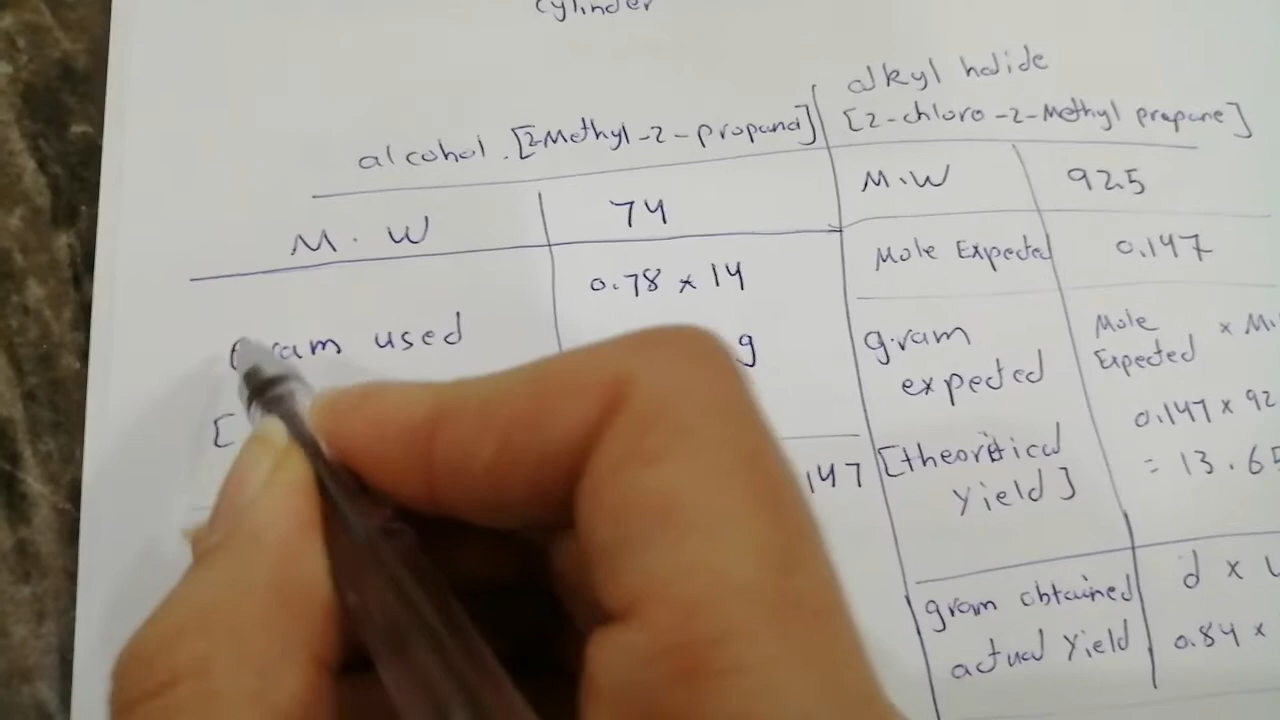 cylinder
alcohol. [2-Methyl-2-propanol]
M.W 74
gram used 0.78 * 14
g
[
147
alkyl halide
[2-chloro-2-Methyl propane]
M.W 92.5
Mole Expected 0.147
gram
expected
[theoritical
Yield]
Mole
Expected × M.
0.147 × 92
= 13.65
gram obtained
actual Yield
d ×
0.84 ×